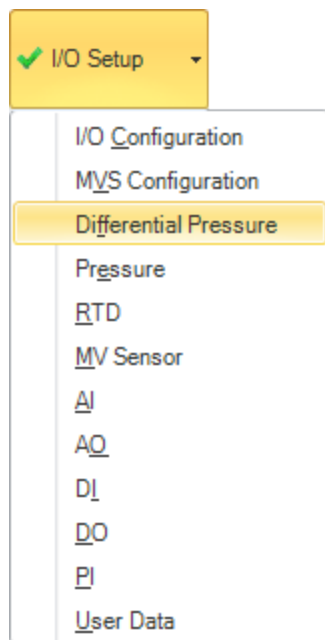 I/O Setup
I/O Configuration
MVS Configuration
Differential Pressure
Pressure
RTD
MV Sensor
AI
AO
DI
DO
PI
User Data